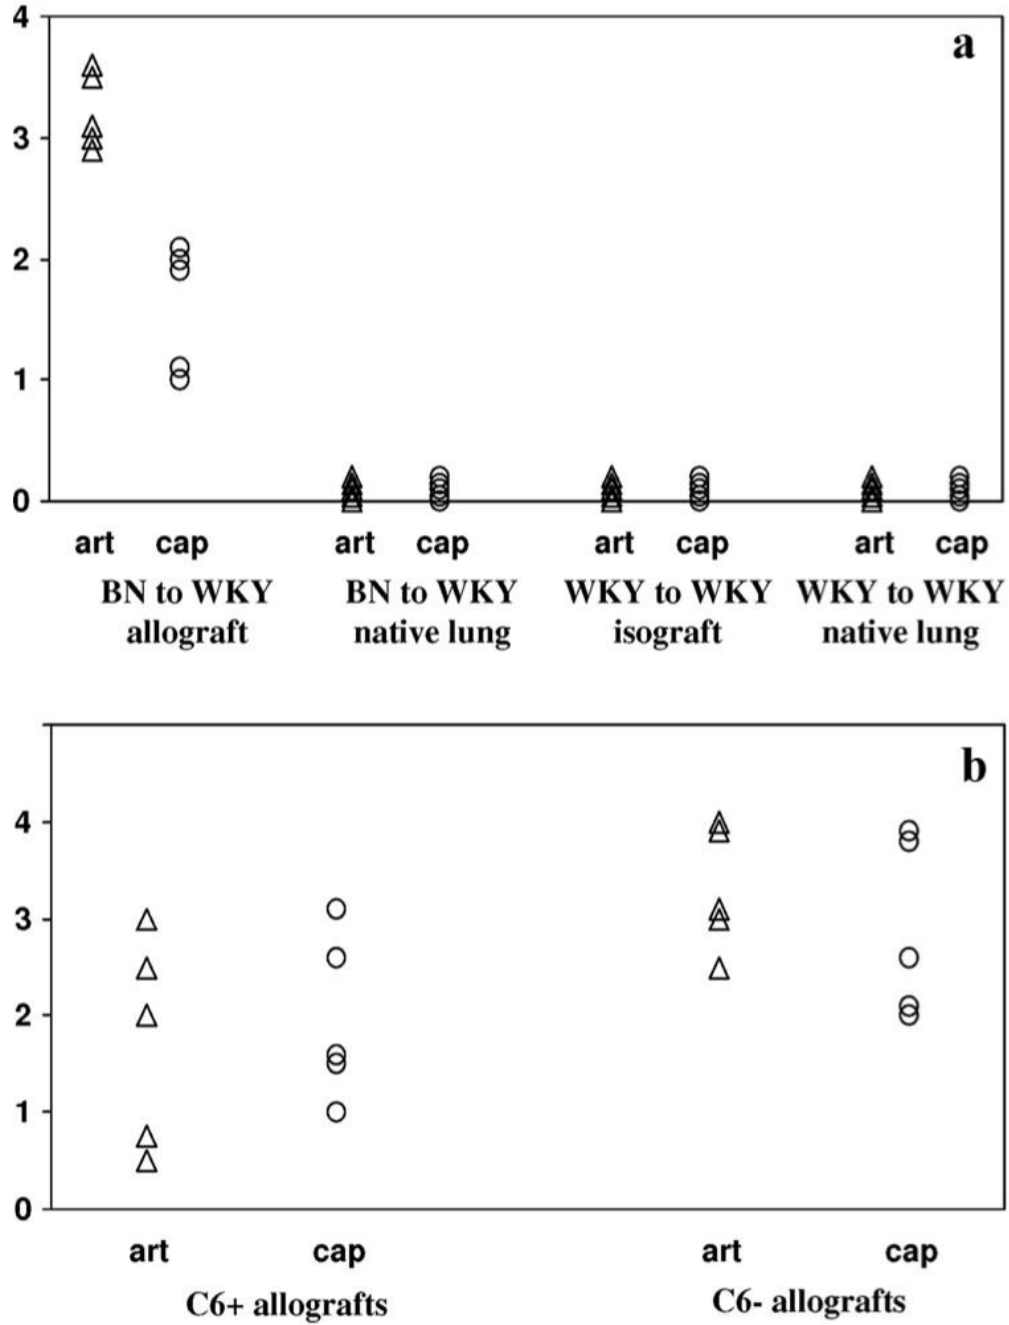 4
a
3
2
1
0
art cap art cap art cap art cap
BN to WKY BN to WKY WKY to WKY WKY to WKY
allograft native lung isograft native lung
b
4
3
2
1
0
art cap art cap
C6+ allografts C6- allografts